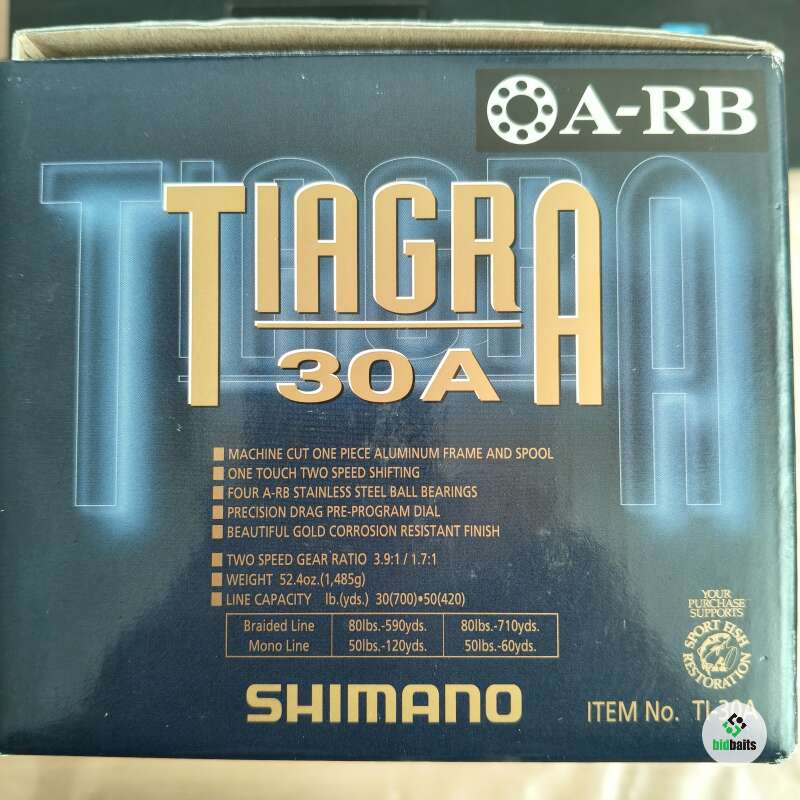 A-RB
TIAGRA
30A
■ MACHINE CUT ONE PIECE ALUMINUM FRAME AND SPOOL
■ ONE TOUCH TWO SPEED SHIFTING
■ FOUR A-RB STAINLESS STEEL BALL BEARINGS
■ PRECISION DRAG PRE-PROGRAM DIAL
■ BEAUTIFUL GOLD CORROSION RESISTANT FINISH
■ TWO SPEED GEAR RATIO 3.9:1 / 1.7:1
■ WEIGHT 52.4oz.(1,485g)
■ LINE CAPACITY lb.(yds.) 30(700)•50(420)
Braided Line 80lbs.-590yds. 80lbs.-710yds.
Mono Line 50lbs.-120yds. 50lbs.-60yds.
YOUR
PURCHASE
SUPPORTS
SPORT FISH
RESTORATION
SHIMANO
ITEM No. TI-30A
bidbaits